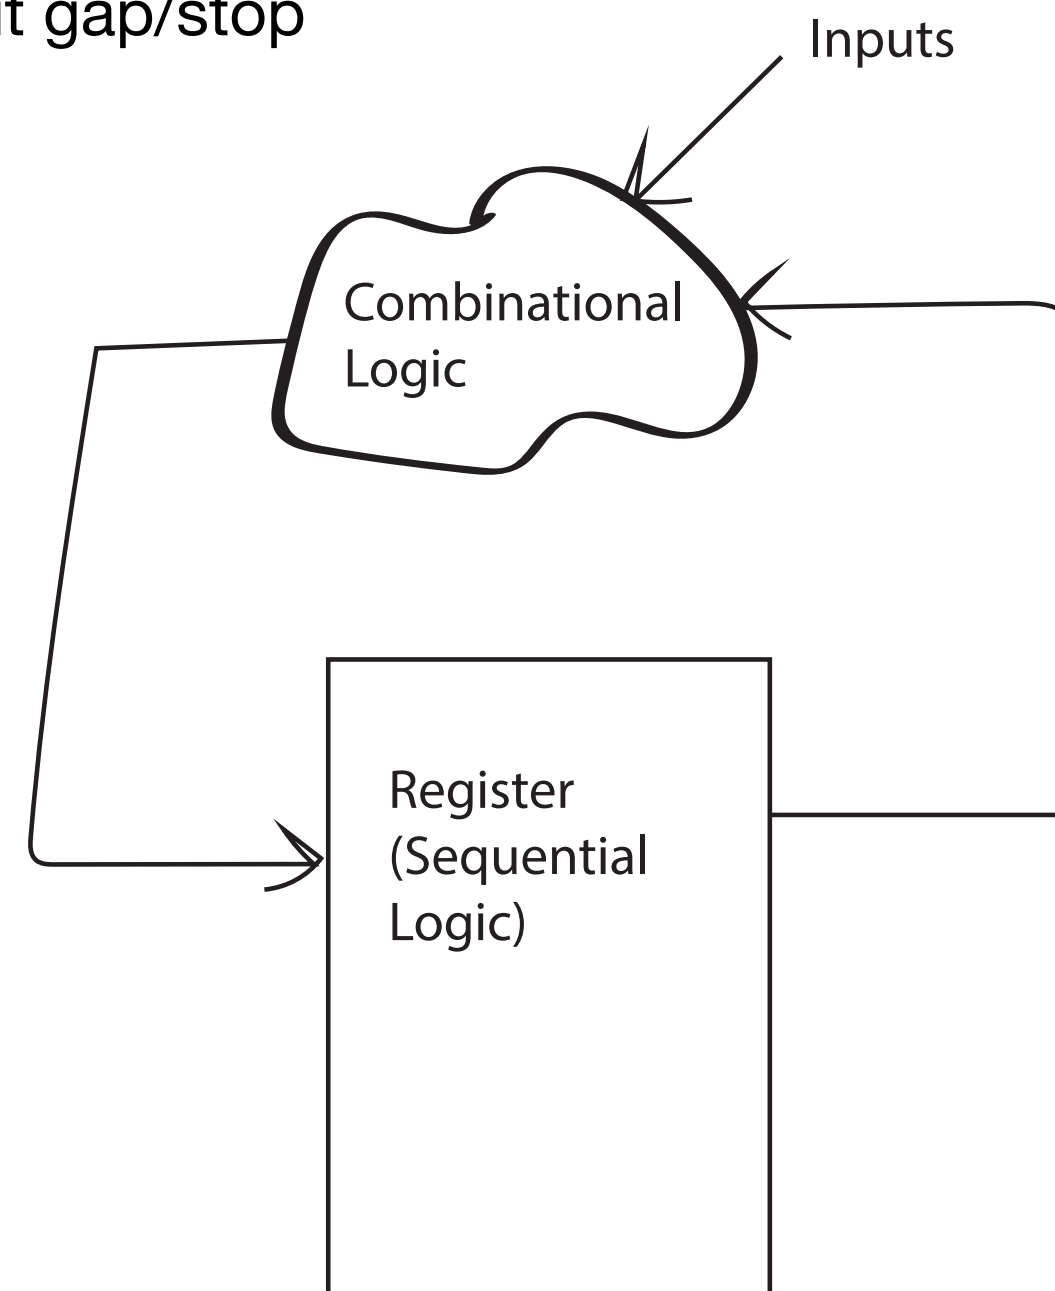 gap/stop
Inputs
Combinational
Logic
Register
(Sequential
Logic)